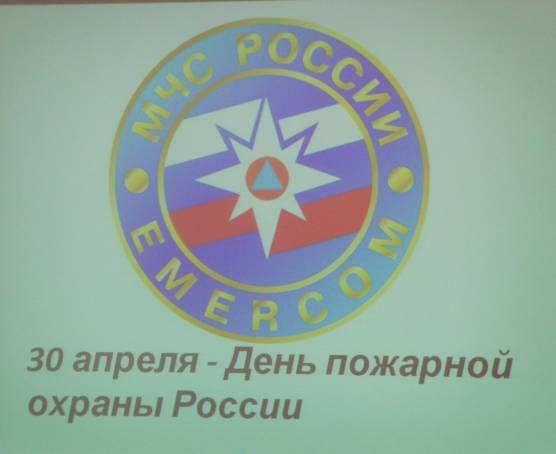 МЧС РОССИИ
EMERCOM
30 апреля - День пожарной
охраны России